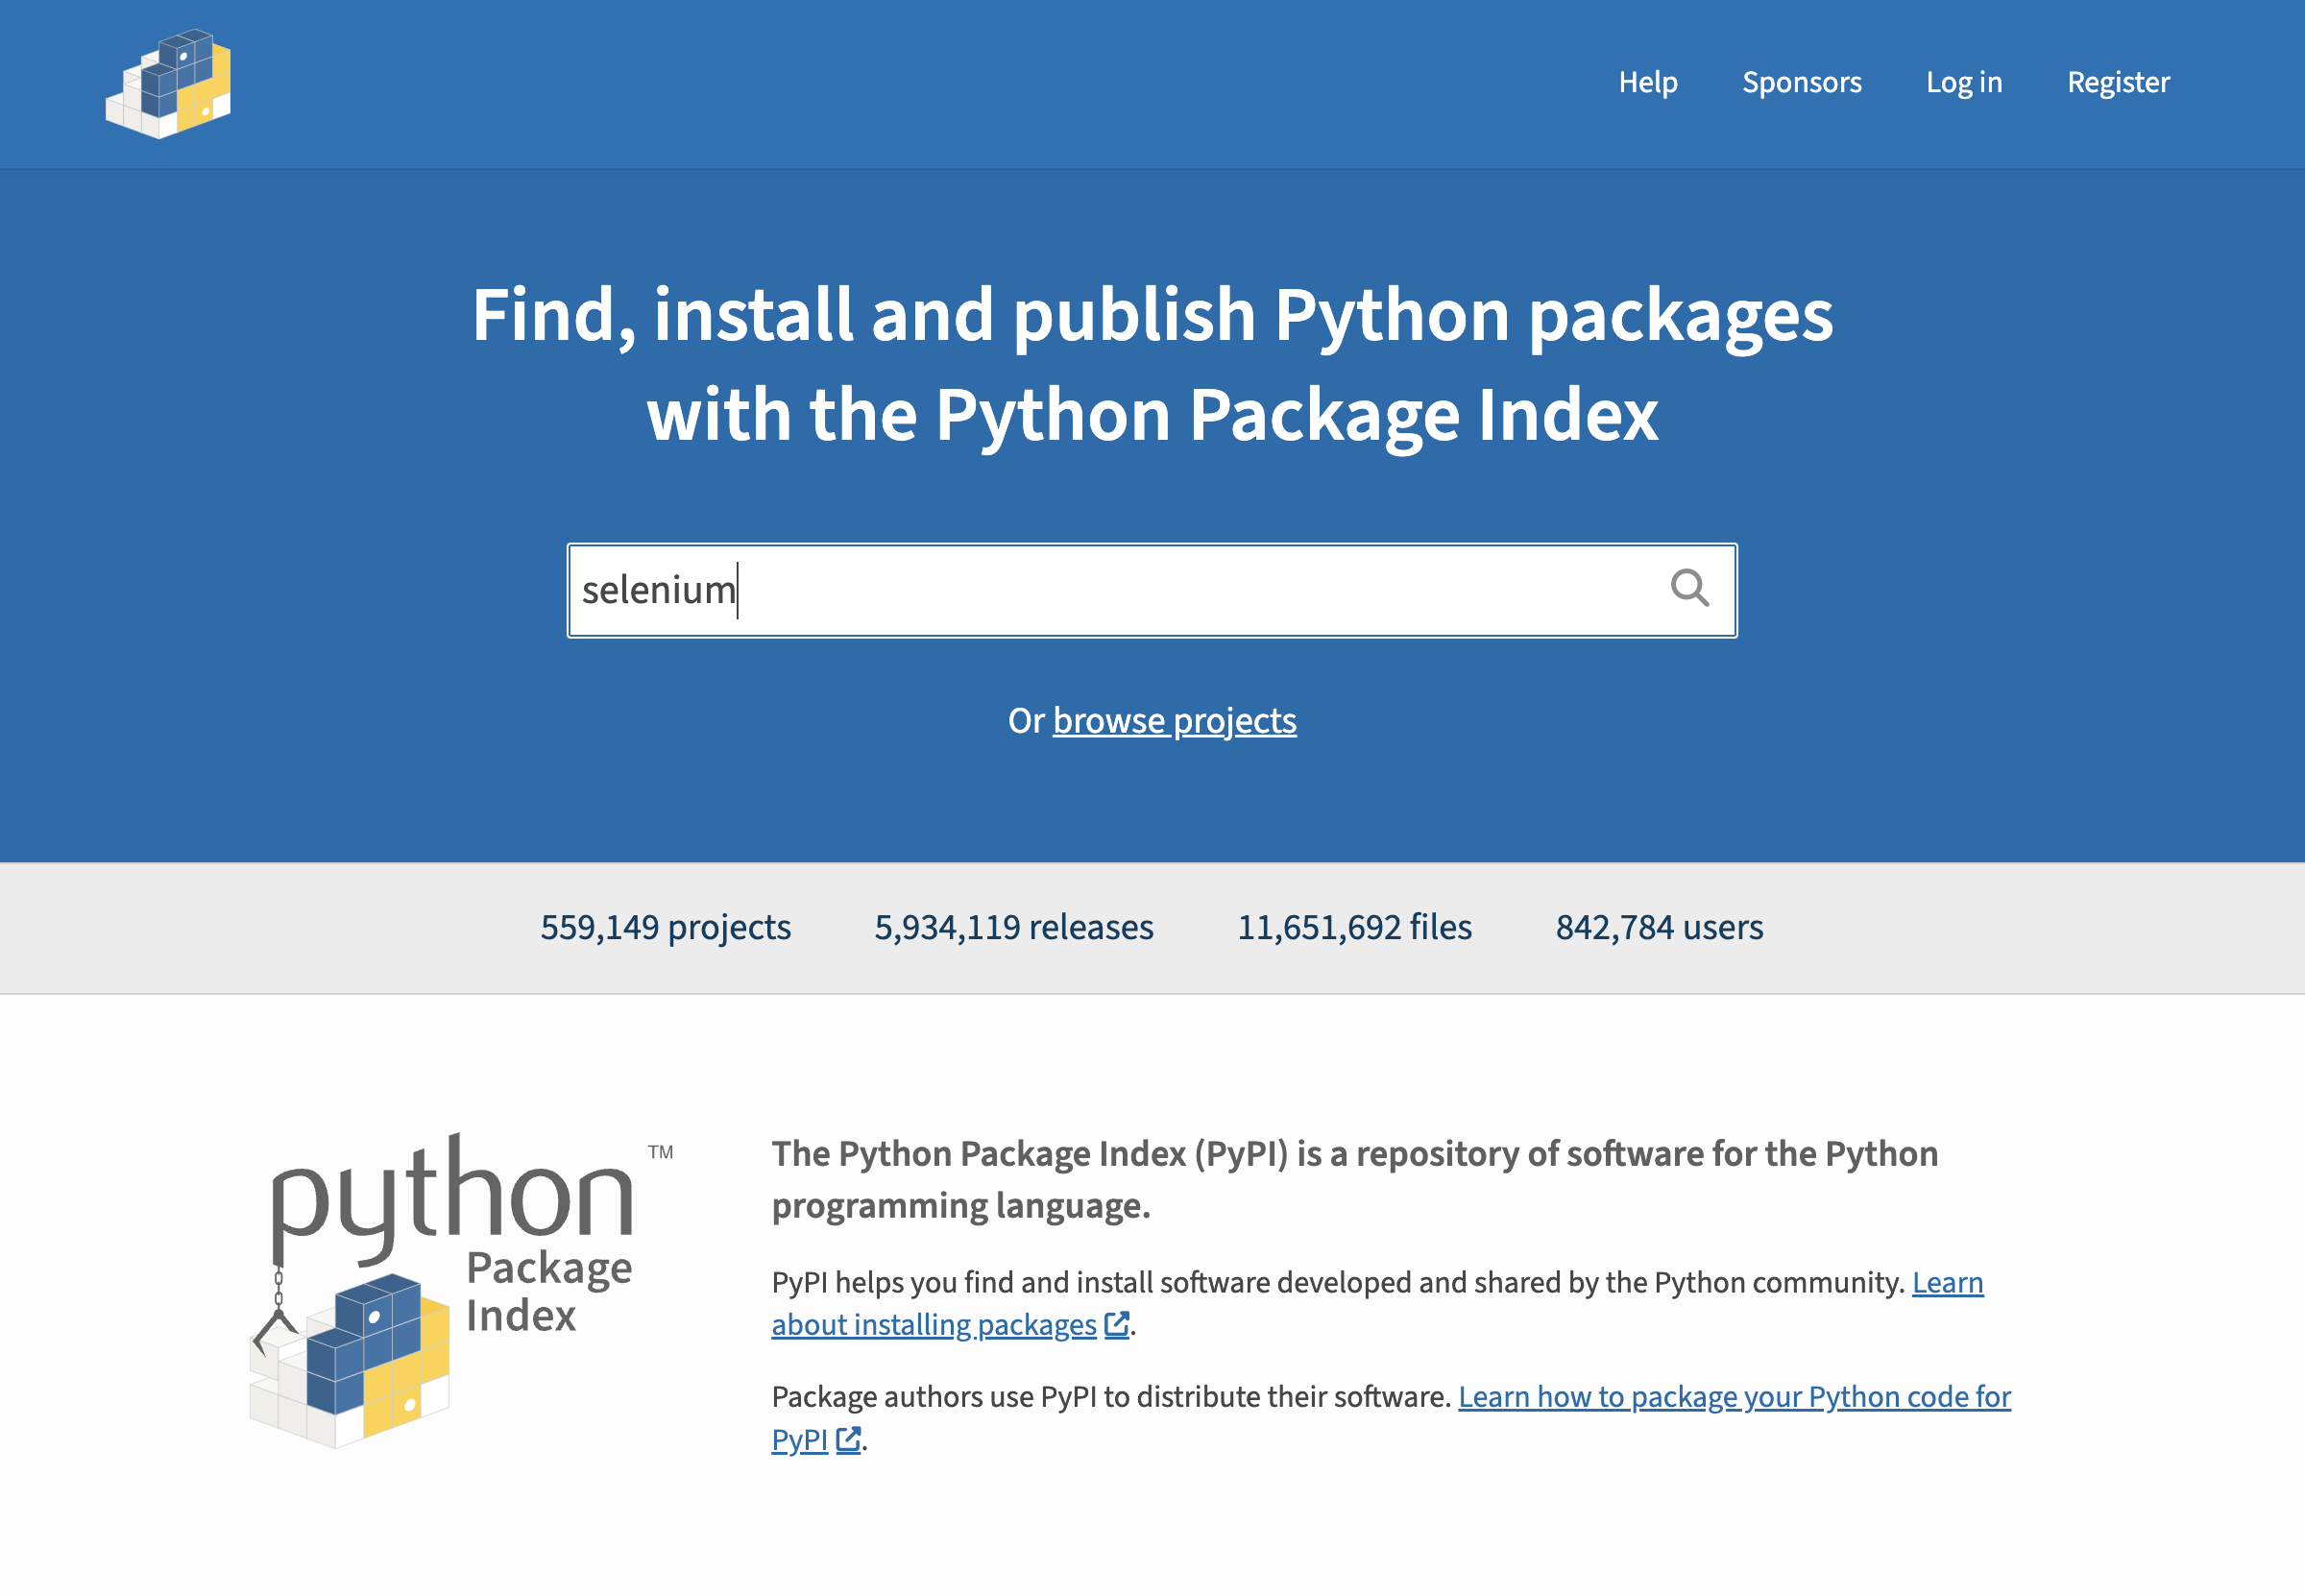 Help Sponsors Log in Register
Find, install and publish Python packages
with the Python Package Index
selenium
Or browse projects
559,149 projects 5,934,119 releases 11,651,692 files 842,784 users
python™
Package
Index
The Python Package Index (PyPI) is a repository of software for the Python
programming language.
PyPI helps you find and install software developed and shared by the Python community. Learn
about installing packages.
Package authors use PyPI to distribute their software. Learn how to package your Python code for
PyPI.